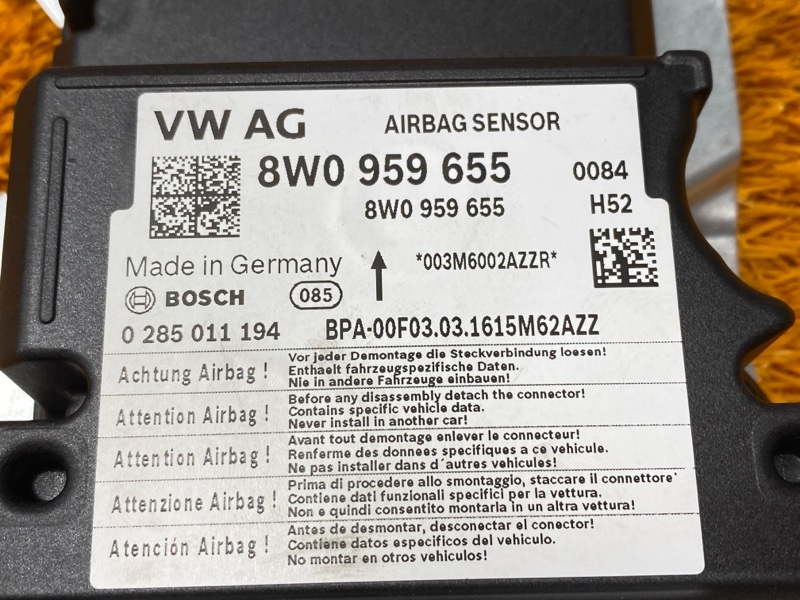 VW AG AIRBAG SENSOR
8W0 959 655 0084
8W0 959 655 H52
Made in Germany *003M6002AZZR*
BOSCH 085
0 285 011 194 BPA-00F03.03.1615M62AZZ
Achtung Airbag !
Vor jeder Demontage die Steckverbindung loesen!
Enthaelt fahrzeugspezifische Daten.
Nie in andere Fahrzeuge einbauen!
Attention Airbag !
Before any disassembly detach the connector!
Contains specific vehicle data.
Never install in another car!
Attention Airbag !
Avant tout demontage enlever le connecteur!
Renferme des donnees specifiques a ce vehicule.
Ne pas installer dans d´autres vehicules!
Attenzione Airbag !
Prima di procedere allo smontaggio, staccare il connettore'
Contiene dati funzionali specifici per la vettura.
Non e quindi consentito montarla in un altra vettura!
Atención Airbag !
Antes de desmontar, desconectar el conector!
Contiene datos especificos del vehiculo.
No montar en otros vehiculos!